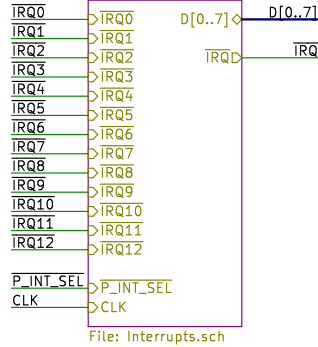 IRQ0 IRQ0 D[0..7] D[0..7]
IRQ1 IRQ1
IRQ2 IRQ2 IRQ IRQ
IRQ3 IRQ3
IRQ4 IRQ4
IRQ5 IRQ5
IRQ6 IRQ6
IRQ7 IRQ7
IRQ8 IRQ8
IRQ9 IRQ9
IRQ10 IRQ10
IRQ11 IRQ11
IRQ12 IRQ12
P_INT_SEL P_INT_SEL
CLK CLK
File: Interrupts.sch